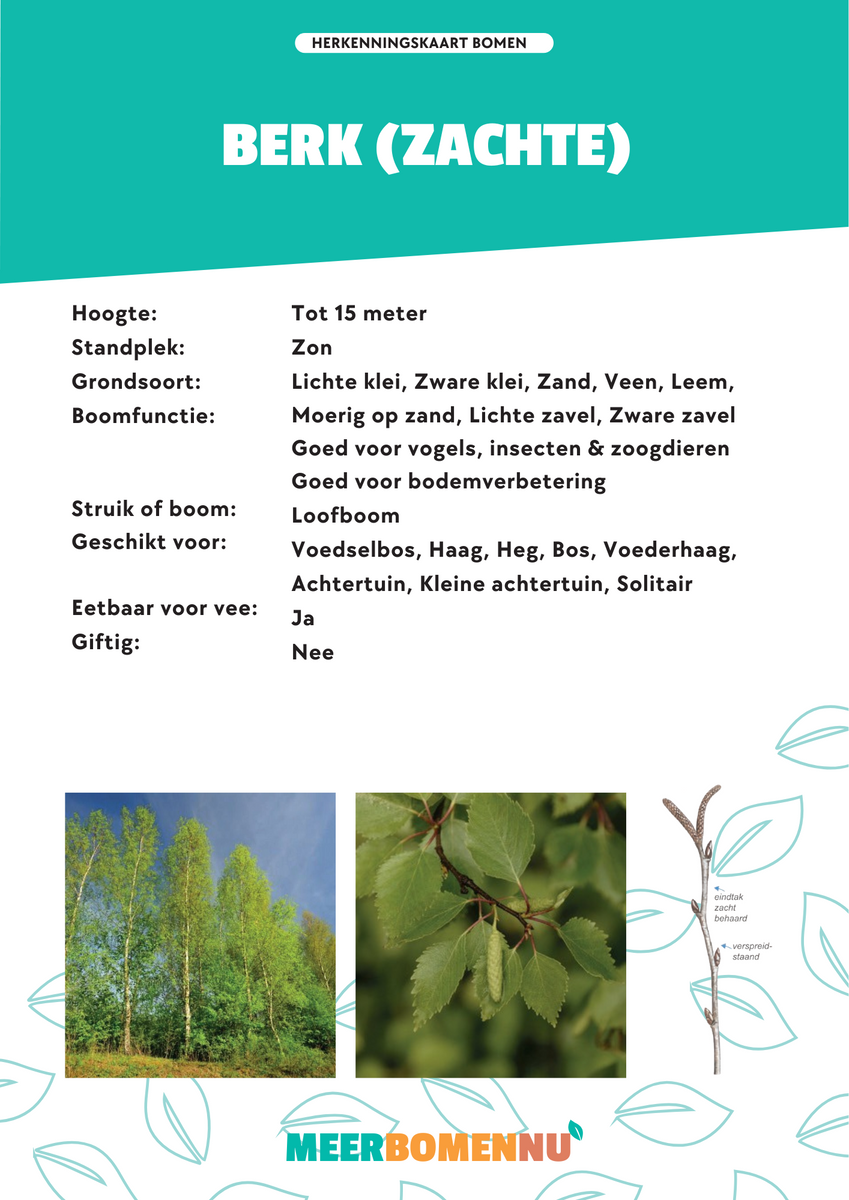 HERKENNINGSKAART BOMEN
BERK (ZACHTE)
Hoogte: Tot 15 meter
Standplek: Zon
Grondsoort: Lichte klei, Zware klei, Zand, Veen, Leem,
Boomfunctie: Moerig op zand, Lichte zavel, Zware zavel
Goed voor vogels, insecten & zoogdieren
Goed voor bodemverbetering
Struik of boom: Loofboom
Geschikt voor: Voedselbos, Haag, Heg, Bos, Voederhaag,
Achtertuin, Kleine achtertuin, Solitair
Eetbaar voor vee: Ja
Giftig: Nee
eindtak
zacht
behaard
verspreid-
staand
MEERBOMENNU